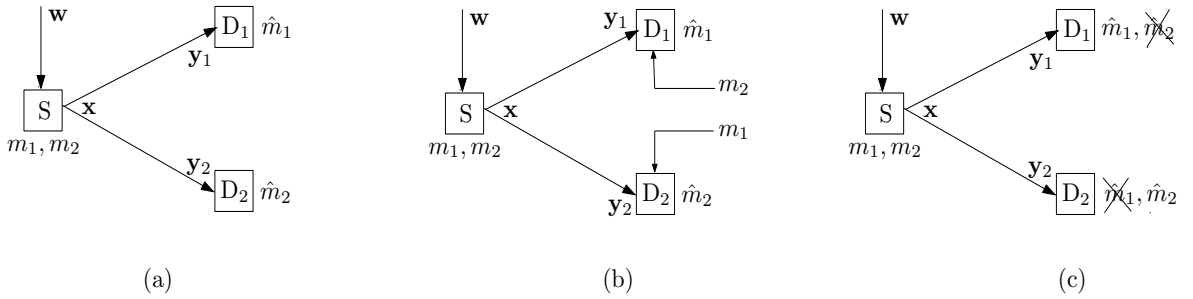 w
D₁ m̂₁
y₁
S
x
m₁, m₂
y₂
D₂ m̂₂
(a)
w
y₁
D₁ m̂₁
m₂
S
x
m₁
m₁, m₂
D₂ m̂₂
y₂
(b)
w
D₁ m̂₁, m̂₂
y₁
S
x
m₁, m₂
y₂
D₂ m̂₁, m̂₂
(c)